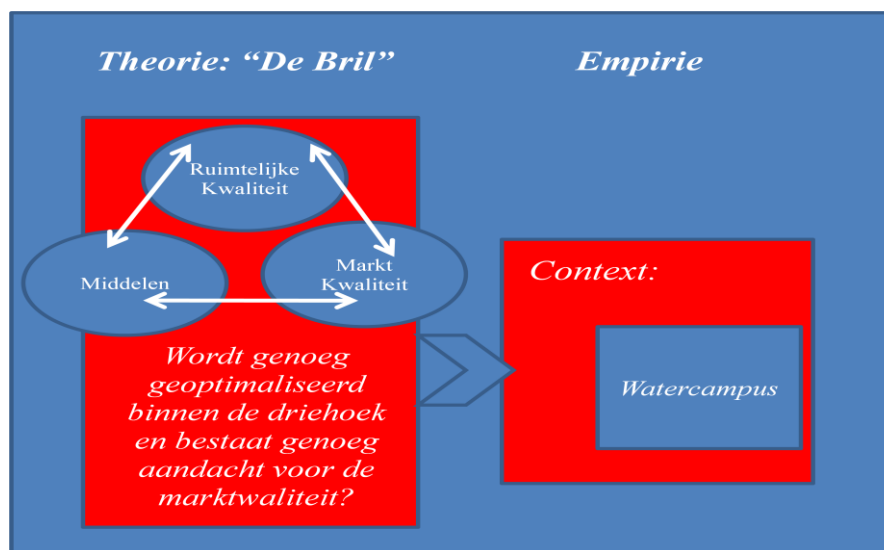 Theorie: “De Bril”
Empirie
Ruimtelijke
Kwaliteit
Middelen
Markt
Kwaliteit
Wordt genoeg
geoptimaliseerd
binnen de driehoek
en bestaat genoeg
aandacht voor de
marktwaliteit?
Context:
Watercampus